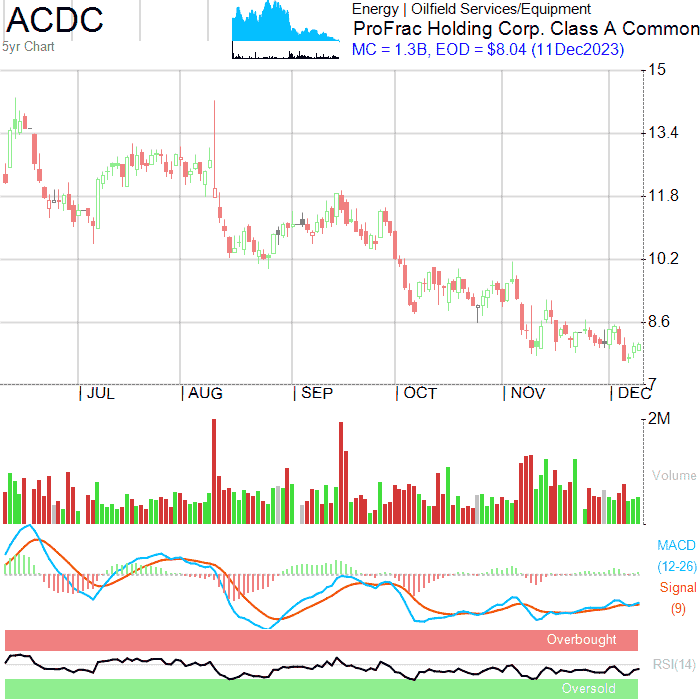 ACDC
5yr Chart
Energy | Oilfield Services/Equipment
ProFrac Holding Corp. Class A Common
MC = 1.3B, EOD = $8.04 (11Dec2023)
15
13.4
11.8
10.2
8.6
7
JUL AUG SEP OCT NOV DEC
2M
Volume
MACD
(12-26)
Signal
(9)
Overbought
RSI(14)
Oversold